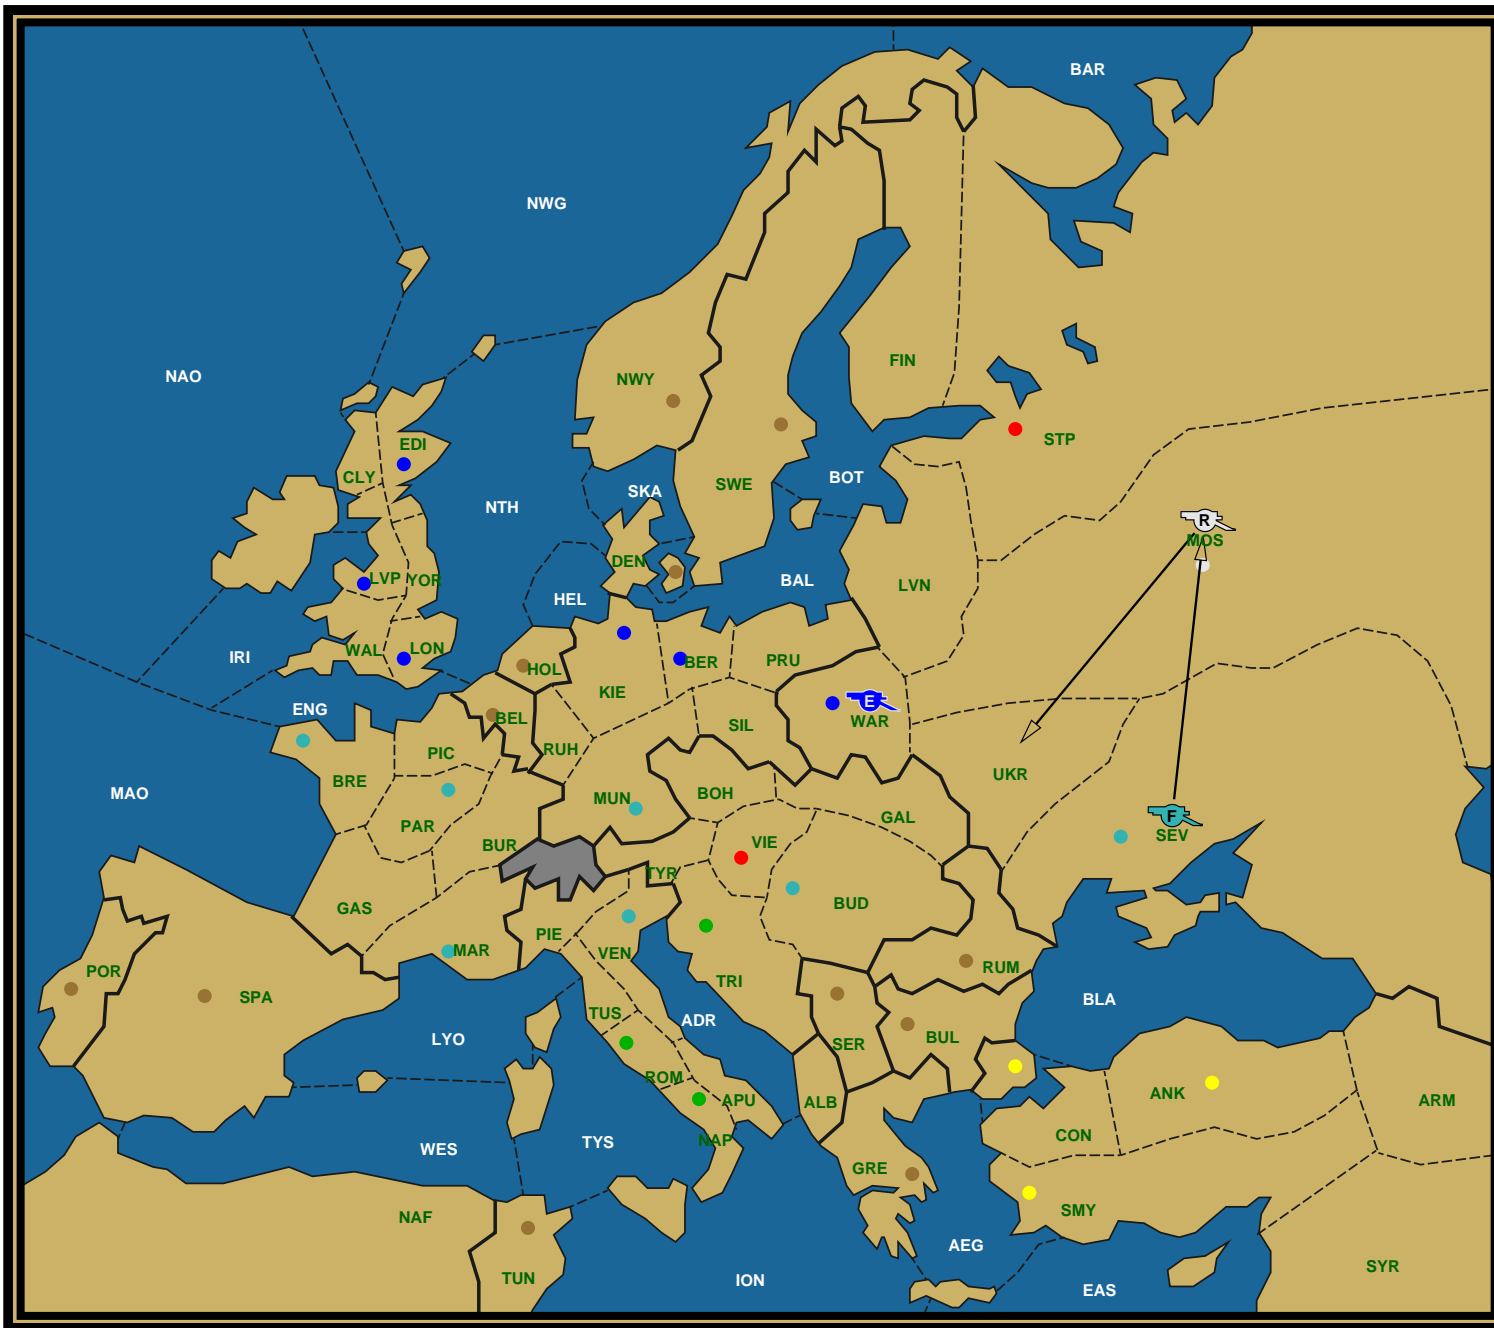 BAR
NWG
NAO
FIN
NWY
EDI
STP
CLY
SWE
BOT
SKA
NTH
R
MOS
DEN
LVP
YOR
BAL
LVN
HEL
WAL
LON
IRI
HOL
BER
PRU
KIE
E
ENG
BEL
WAR
SIL
PIC
RUH
UKR
BRE
MAO
MUN
BOH
F
GAL
PAR
SEV
BUR
VIE
TYR
BUD
GAS
PIE
MAR
VEN
RUM
POR
TRI
SPA
BLA
TUS
ADR
LYO
BUL
SER
ROM
ANK
APU
ALB
ARM
CON
NAP
TYS
WES
GRE
SMY
NAF
AEG
SYR
TUN
ION
EAS